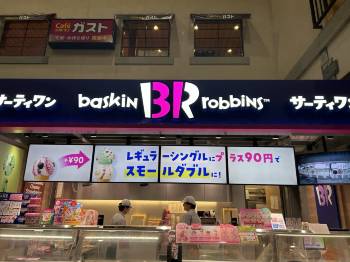 Café
ガスト
サーティワン baskin BR robbins サーティワン
+¥90
レギュラーシングルにプラス90円で
スモールダブルに!
BR